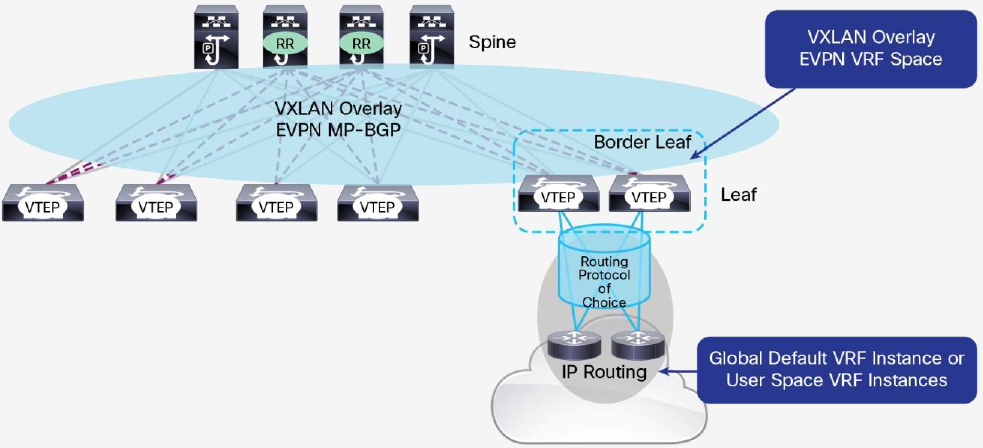 VXLAN Overlay
EVPN VRF Space
P
RR
RR
P
Spine
VXLAN Overlay
EVPN MP-BGP
Border Leaf
VTEP
VTEP
VTEP
VTEP
VTEP
VTEP
Leaf
Routing
Protocol
of
Choice
IP Routing
Global Default VRF Instance or
User Space VRF Instances